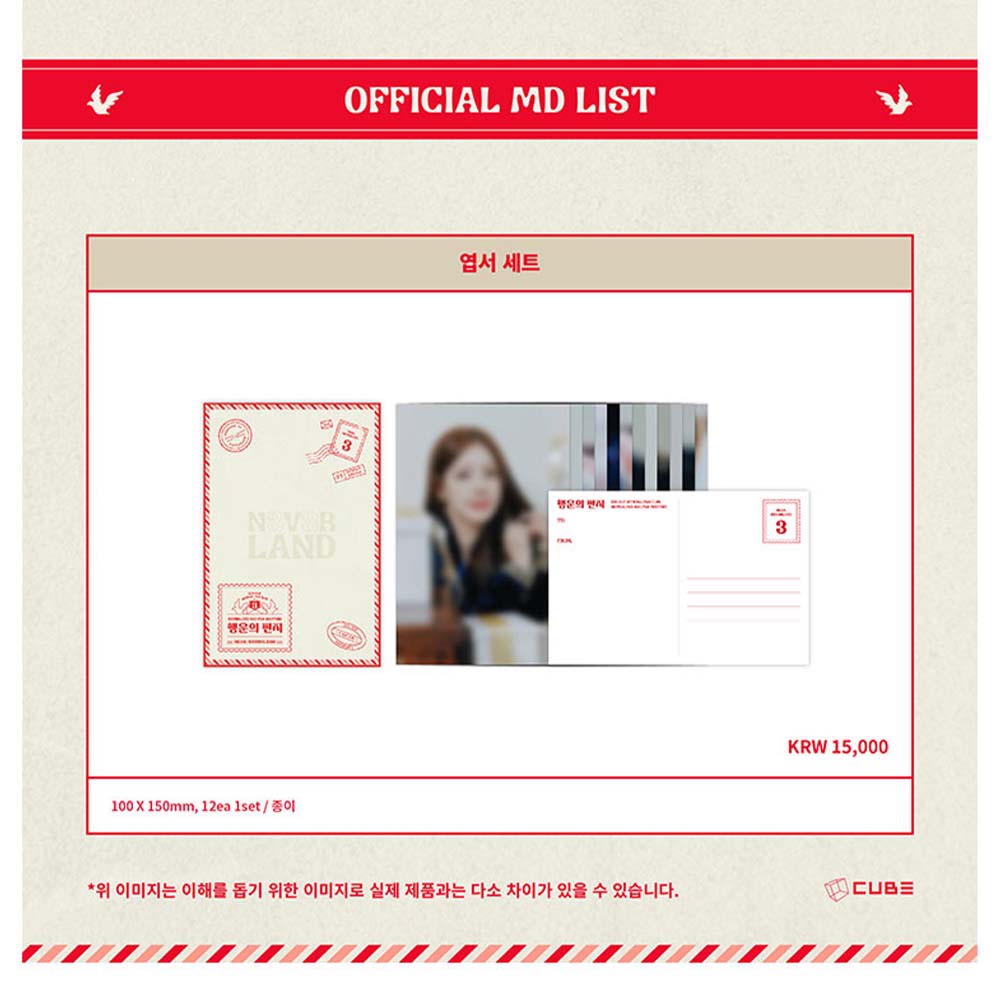 OFFICIAL MD LIST
엽서 세트
3
NEVER
LAND
행운의 편지
행운의 편지
TO.
FROM.
3
KRW 15,000
100 X 150mm, 12ea 1set / 종이
*위 이미지는 이해를 돕기 위한 이미지로 실제 제품과는 다소 차이가 있을 수 있습니다.
CUBE